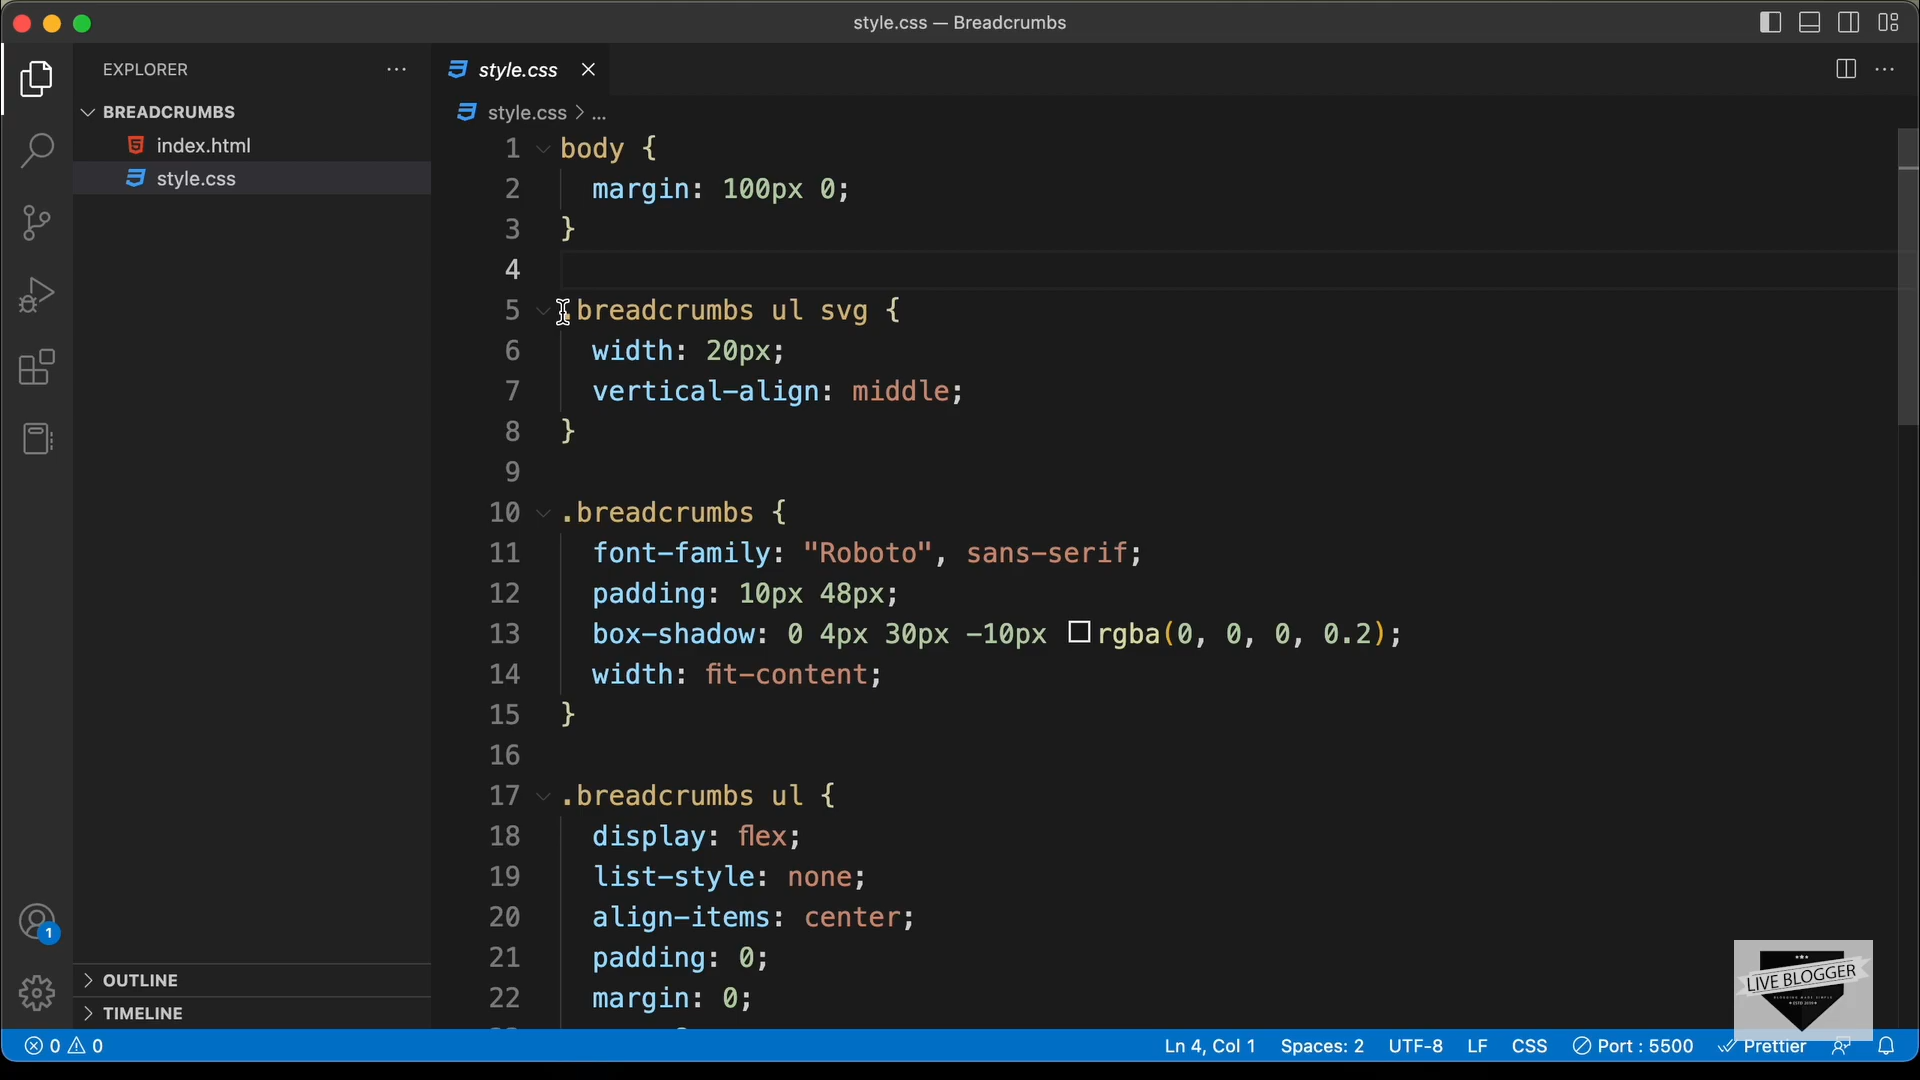 style.css — Breadcrumbs
EXPLORER
BREADCRUMBS
index.html
style.css
OUTLINE
TIMELINE
style.css
style.css > ...
1 body {
2 margin: 100px 0;
3 }
4
5 .breadcrumbs ul svg {
6 width: 20px;
7 vertical-align: middle;
8 }
9
10 .breadcrumbs {
11 font-family: "Roboto", sans-serif;
12 padding: 10px 48px;
13 box-shadow: 0 4px 30px -10px rgba(0, 0, 0, 0.2);
14 width: fit-content;
15 }
16
17 .breadcrumbs ul {
18 display: flex;
19 list-style: none;
20 align-items: center;
21 padding: 0;
22 margin: 0;
LIVE BLOGGER
1
0 0
Ln 4, Col 1 Spaces: 2 UTF-8 LF CSS Port : 5500 Prettier